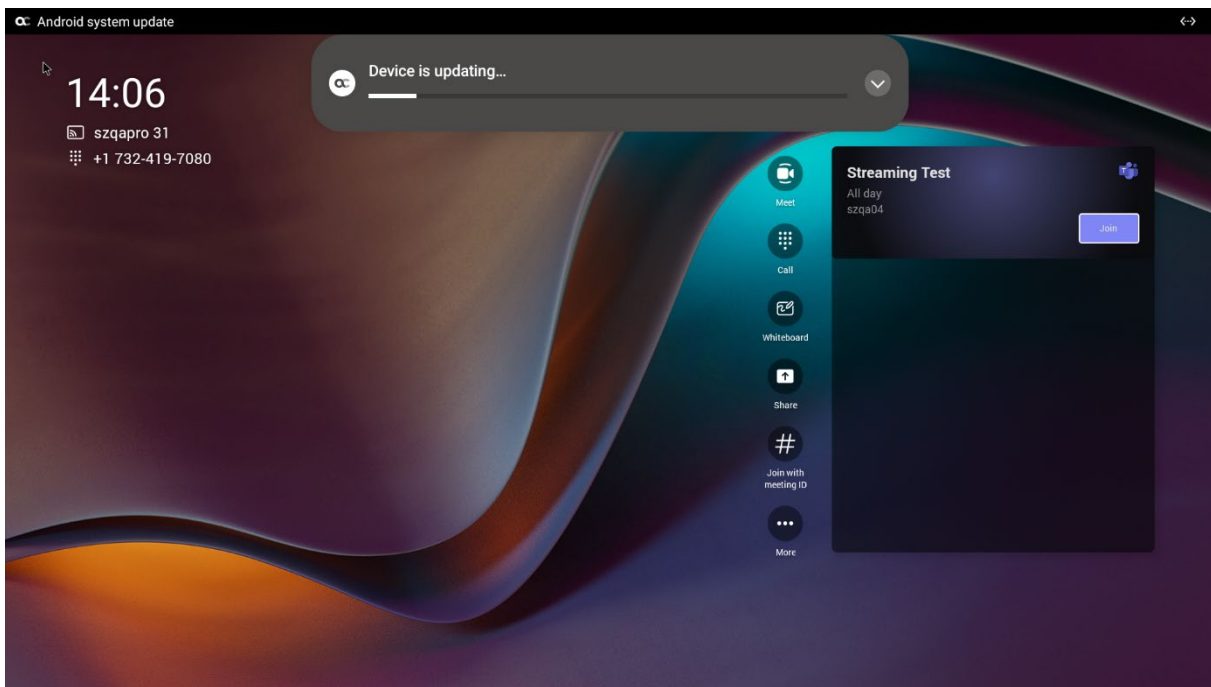 Android system update
Device is updating...
14:06
szqapro 31
+1 732-419-7080
Meet
Call
Whiteboard
Share
Join with
meeting ID
More
Streaming Test
All day
szqa04
Join